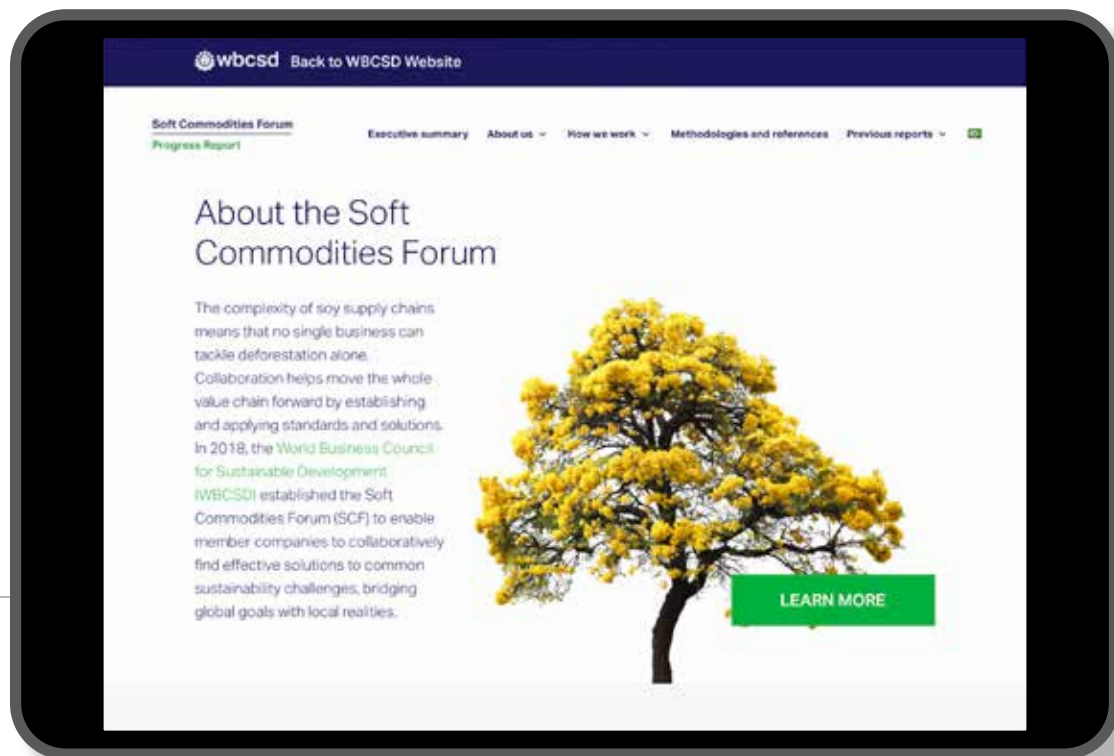 wbcsd Back to WBCSD Website
Soft Commodities Forum
Progress Report
Executive summary About us How we work Methodologies and references Previous reports
About the Soft
Commodities Forum
The complexity of soy supply chains
means that no single business can
tackle deforestation alone.
Collaboration helps move the whole
value chain forward by establishing
and applying standards and solutions.
In 2018, the World Business Council
for Sustainable Development
(WBCSD) established the Soft
Commodities Forum (SCF) to enable
member companies to collaboratively
find effective solutions to common
sustainability challenges, bridging
global goals with local realities.
LEARN MORE